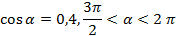 cos α = 0,4, 3π/2 < α < 2 π